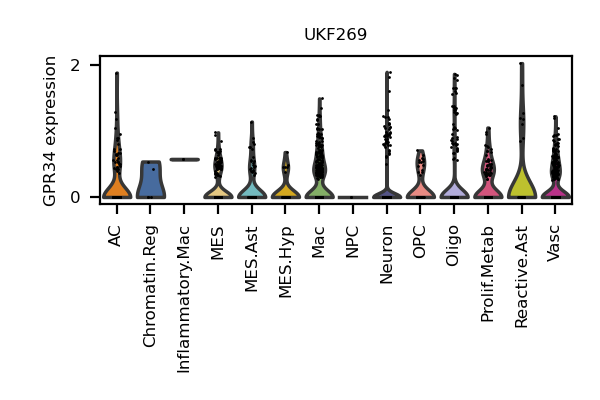 UKF269
GPR34 expression
2
0
AC
Chromatin.Reg
Inflammatory.Mac
MES
MES.Ast
MES.Hyp
Mac
NPC
Neuron
OPC
Oligo
Prolif.Metab
Reactive.Ast
Vasc